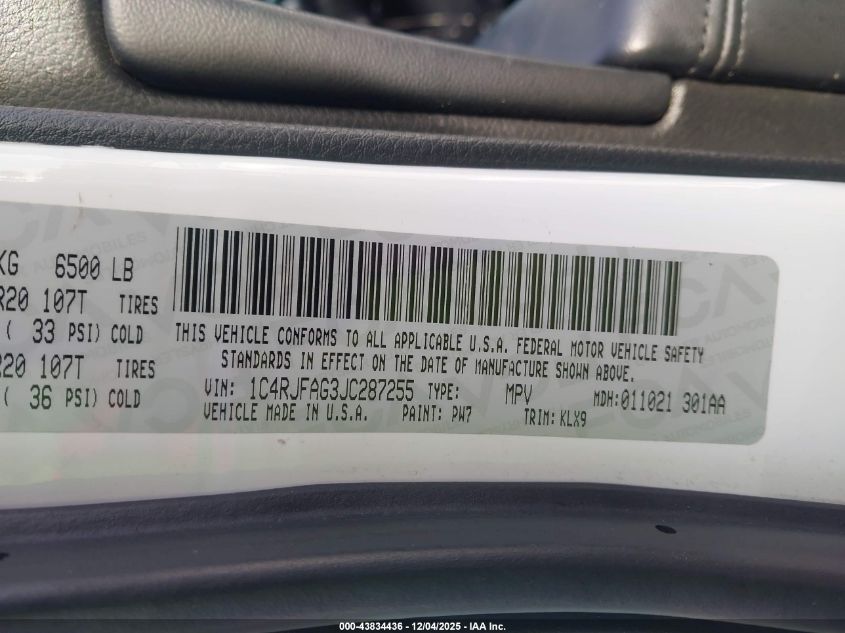 KG 6500 LB
R20 107T TIRES
( 33 PSI) COLD
R20 107T TIRES
( 36 PSI) COLD
THIS VEHICLE CONFORMS TO ALL APPLICABLE U.S.A. FEDERAL MOTOR VEHICLE SAFETY
STANDARDS IN EFFECT ON THE DATE OF MANUFACTURE SHOWN ABOVE.
VIN: 1C4RJFAG3JC287255 TYPE: MPV MDH:011021 301AA
VEHICLE MADE IN U.S.A. PAINT: PW7 TRIM: KLX9
000-43834436 - 12/04/2025 - IAA Inc.